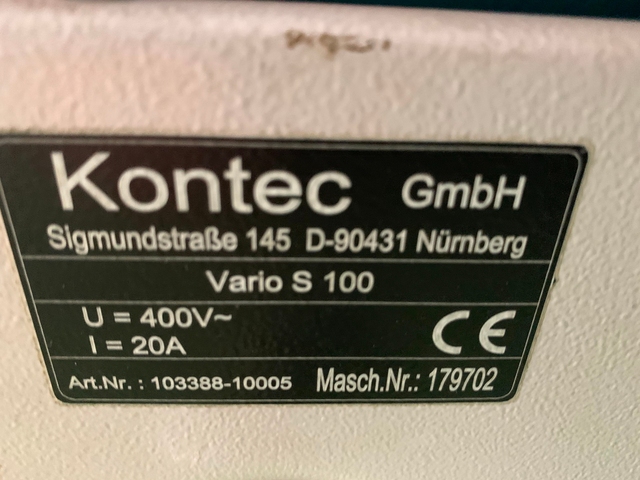 Kontec GmbH
Sigmundstraße 145 D-90431 Nürnberg
Vario S 100
U = 400V~
I = 20A
CE
Art.Nr. : 103388-10005 Masch.Nr.: 179702